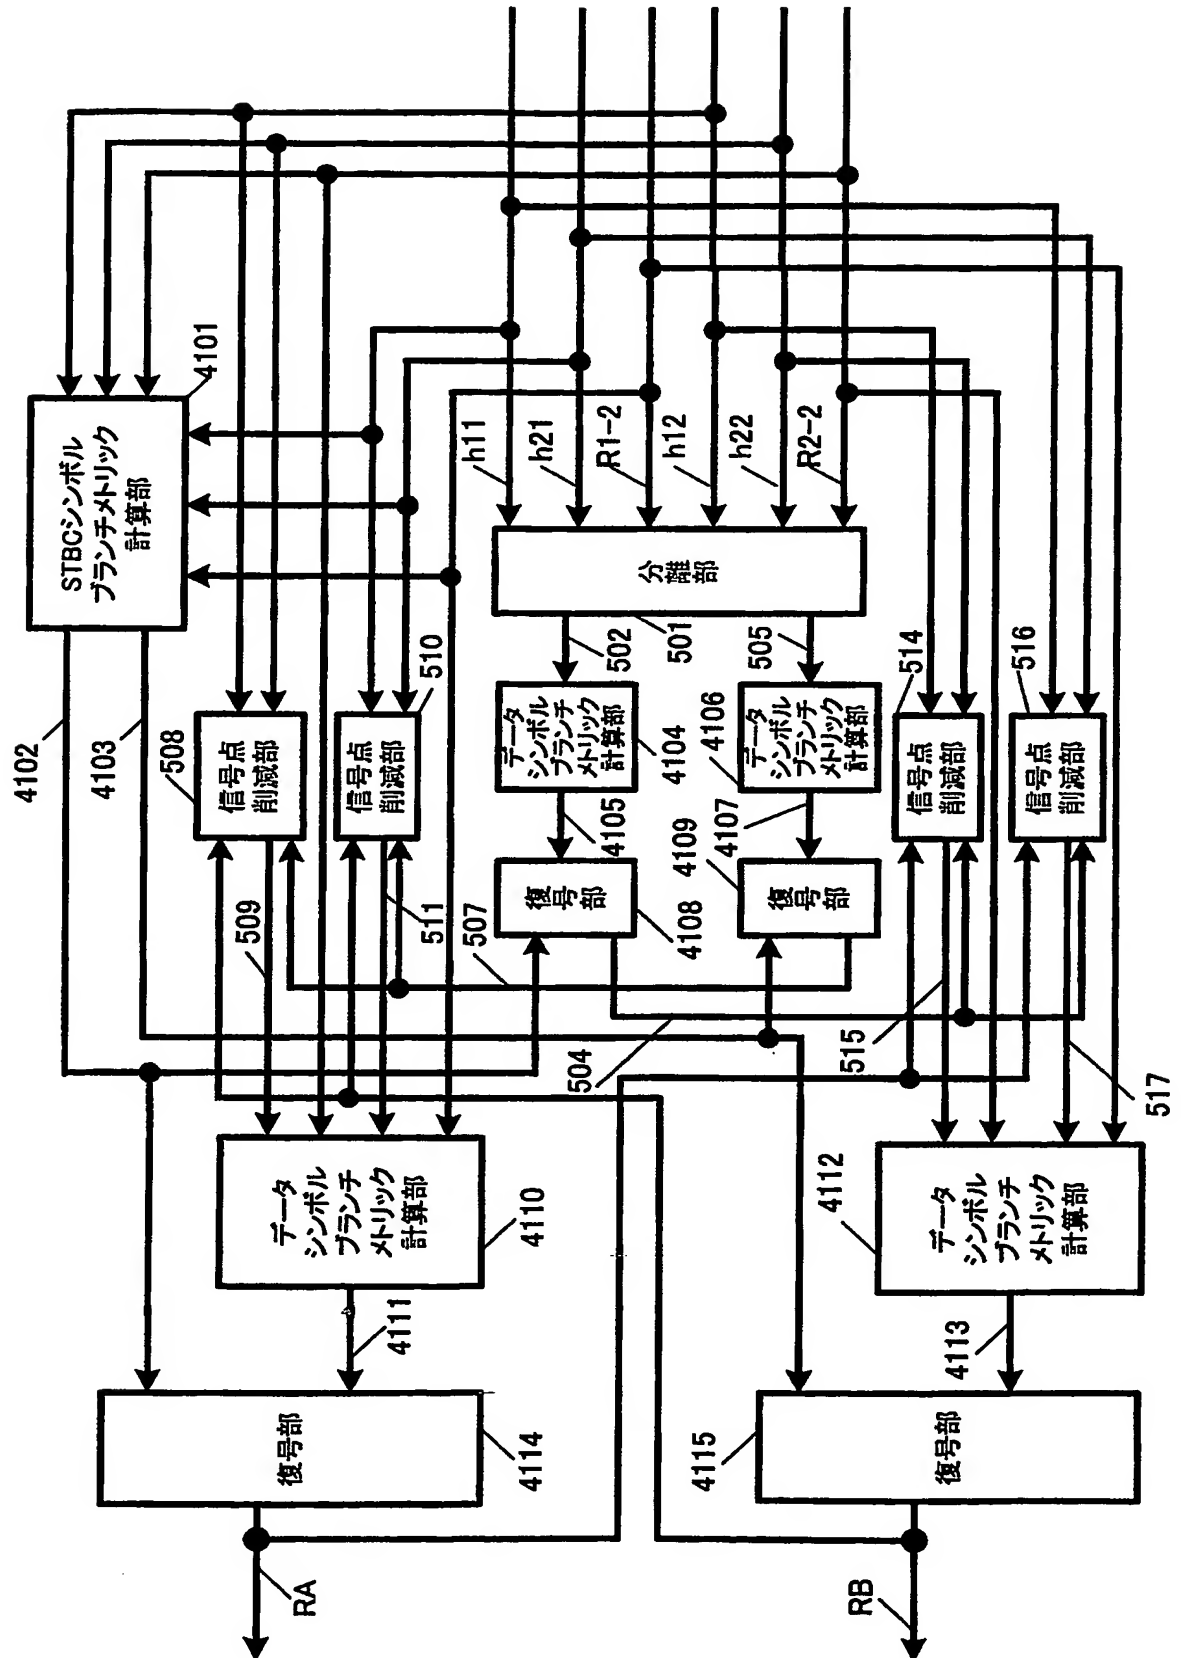 4101
STBCシンボル
ブランチメトリック
計算部
4102
4103
508
信号点
削減部
510
信号点
削減部
509
511
507
h11
h21
R1-2
h12
h22
R2-2
分離部
501
502
505
データ
シンボル
ブランチ
メトリック
計算部
4104
データ
シンボル
ブランチ
メトリック
計算部
4106
4105
4107
復号部
4108
4109
復号部
514
信号点
削減部
516
信号点
削減部
504
515
517
データ
シンボル
ブランチ
メトリック
計算部
4110
4111
データ
シンボル
ブランチ
メトリック
計算部
4112
4113
復号部
4114
復号部
4115
RA
RB